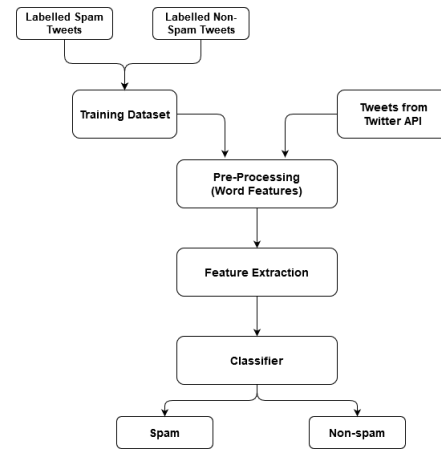 Labelled Spam
Tweets
Labelled Non-
Spam Tweets
Training Dataset
Tweets from
Twitter API
Pre-Processing
(Word Features)
Feature Extraction
Classifier
Spam
Non-spam